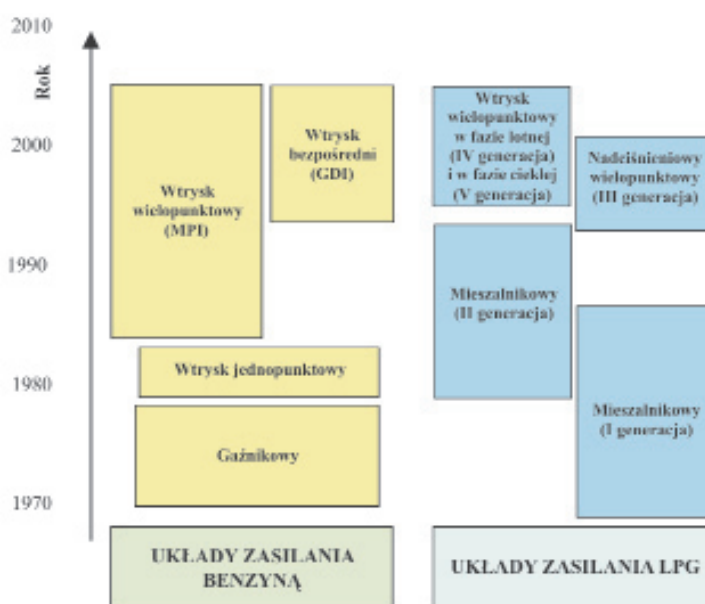 2010
Rok
2000
1990
1980
1970
Wtrysk
wielopunktowy
(MPI)
Wtrysk
bezpośredni
(GDI)
Wtrysk jednopunktowy
Gaźnikowy
UKŁADY ZASILANIA
BENZYNĄ
Wtrysk
wielopunktowy
w fazie lotnej
(IV generacja)
i w fazie ciekłej
(V generacja)
Nadciśnieniowy
wielopunktowy
(III generacja)
Mieszalnikowy
(II generacja)
Mieszalnikowy
(I generacja)
UKŁADY ZASILANIA LPG